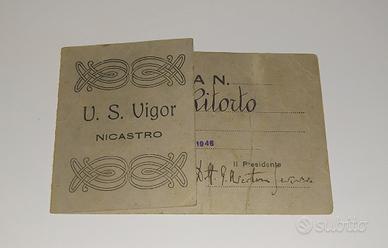 U. S. Vigor
NICASTRO
A N.
Ritorto
1946
Il Presidente
subito